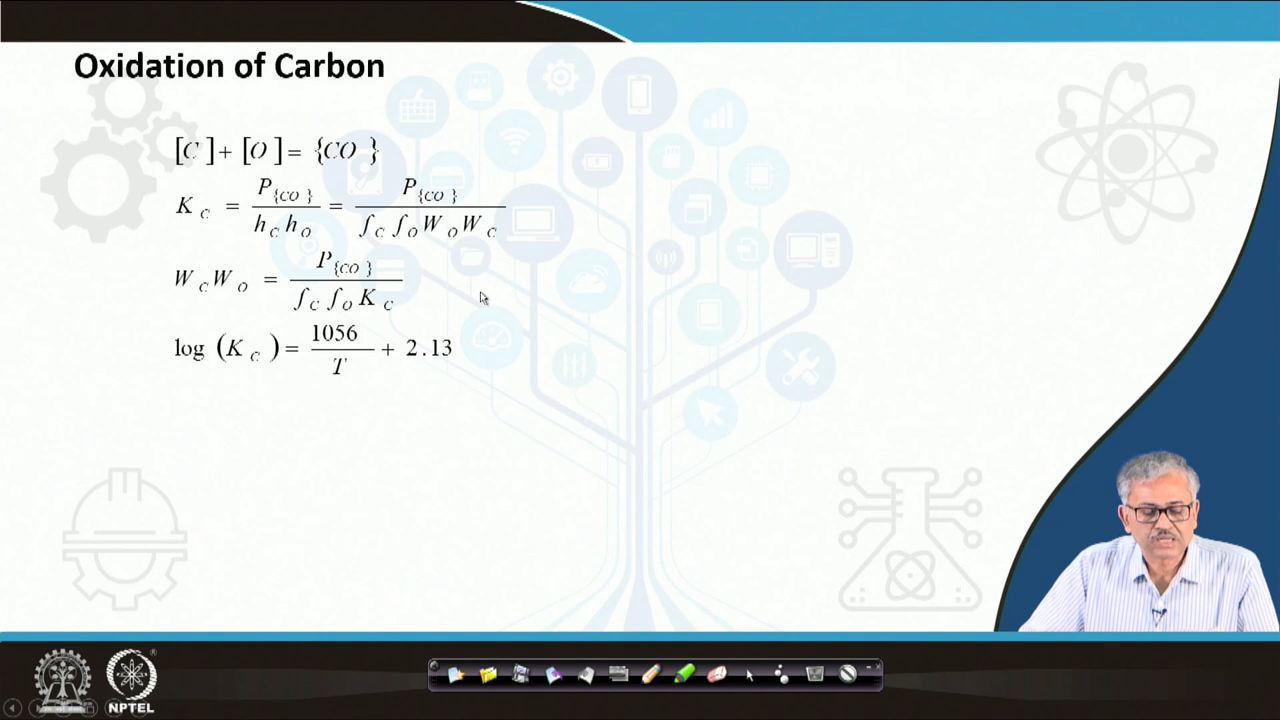 Oxidation of Carbon
[C] + [O] = {CO}
K_C = P_{CO} / h_C h_O = P_{CO} / f_C f_O W_O W_C
W_C W_O = P_{CO} / f_C f_O K_C
log (K_C) = 1056 / T + 2.13
NPTEL